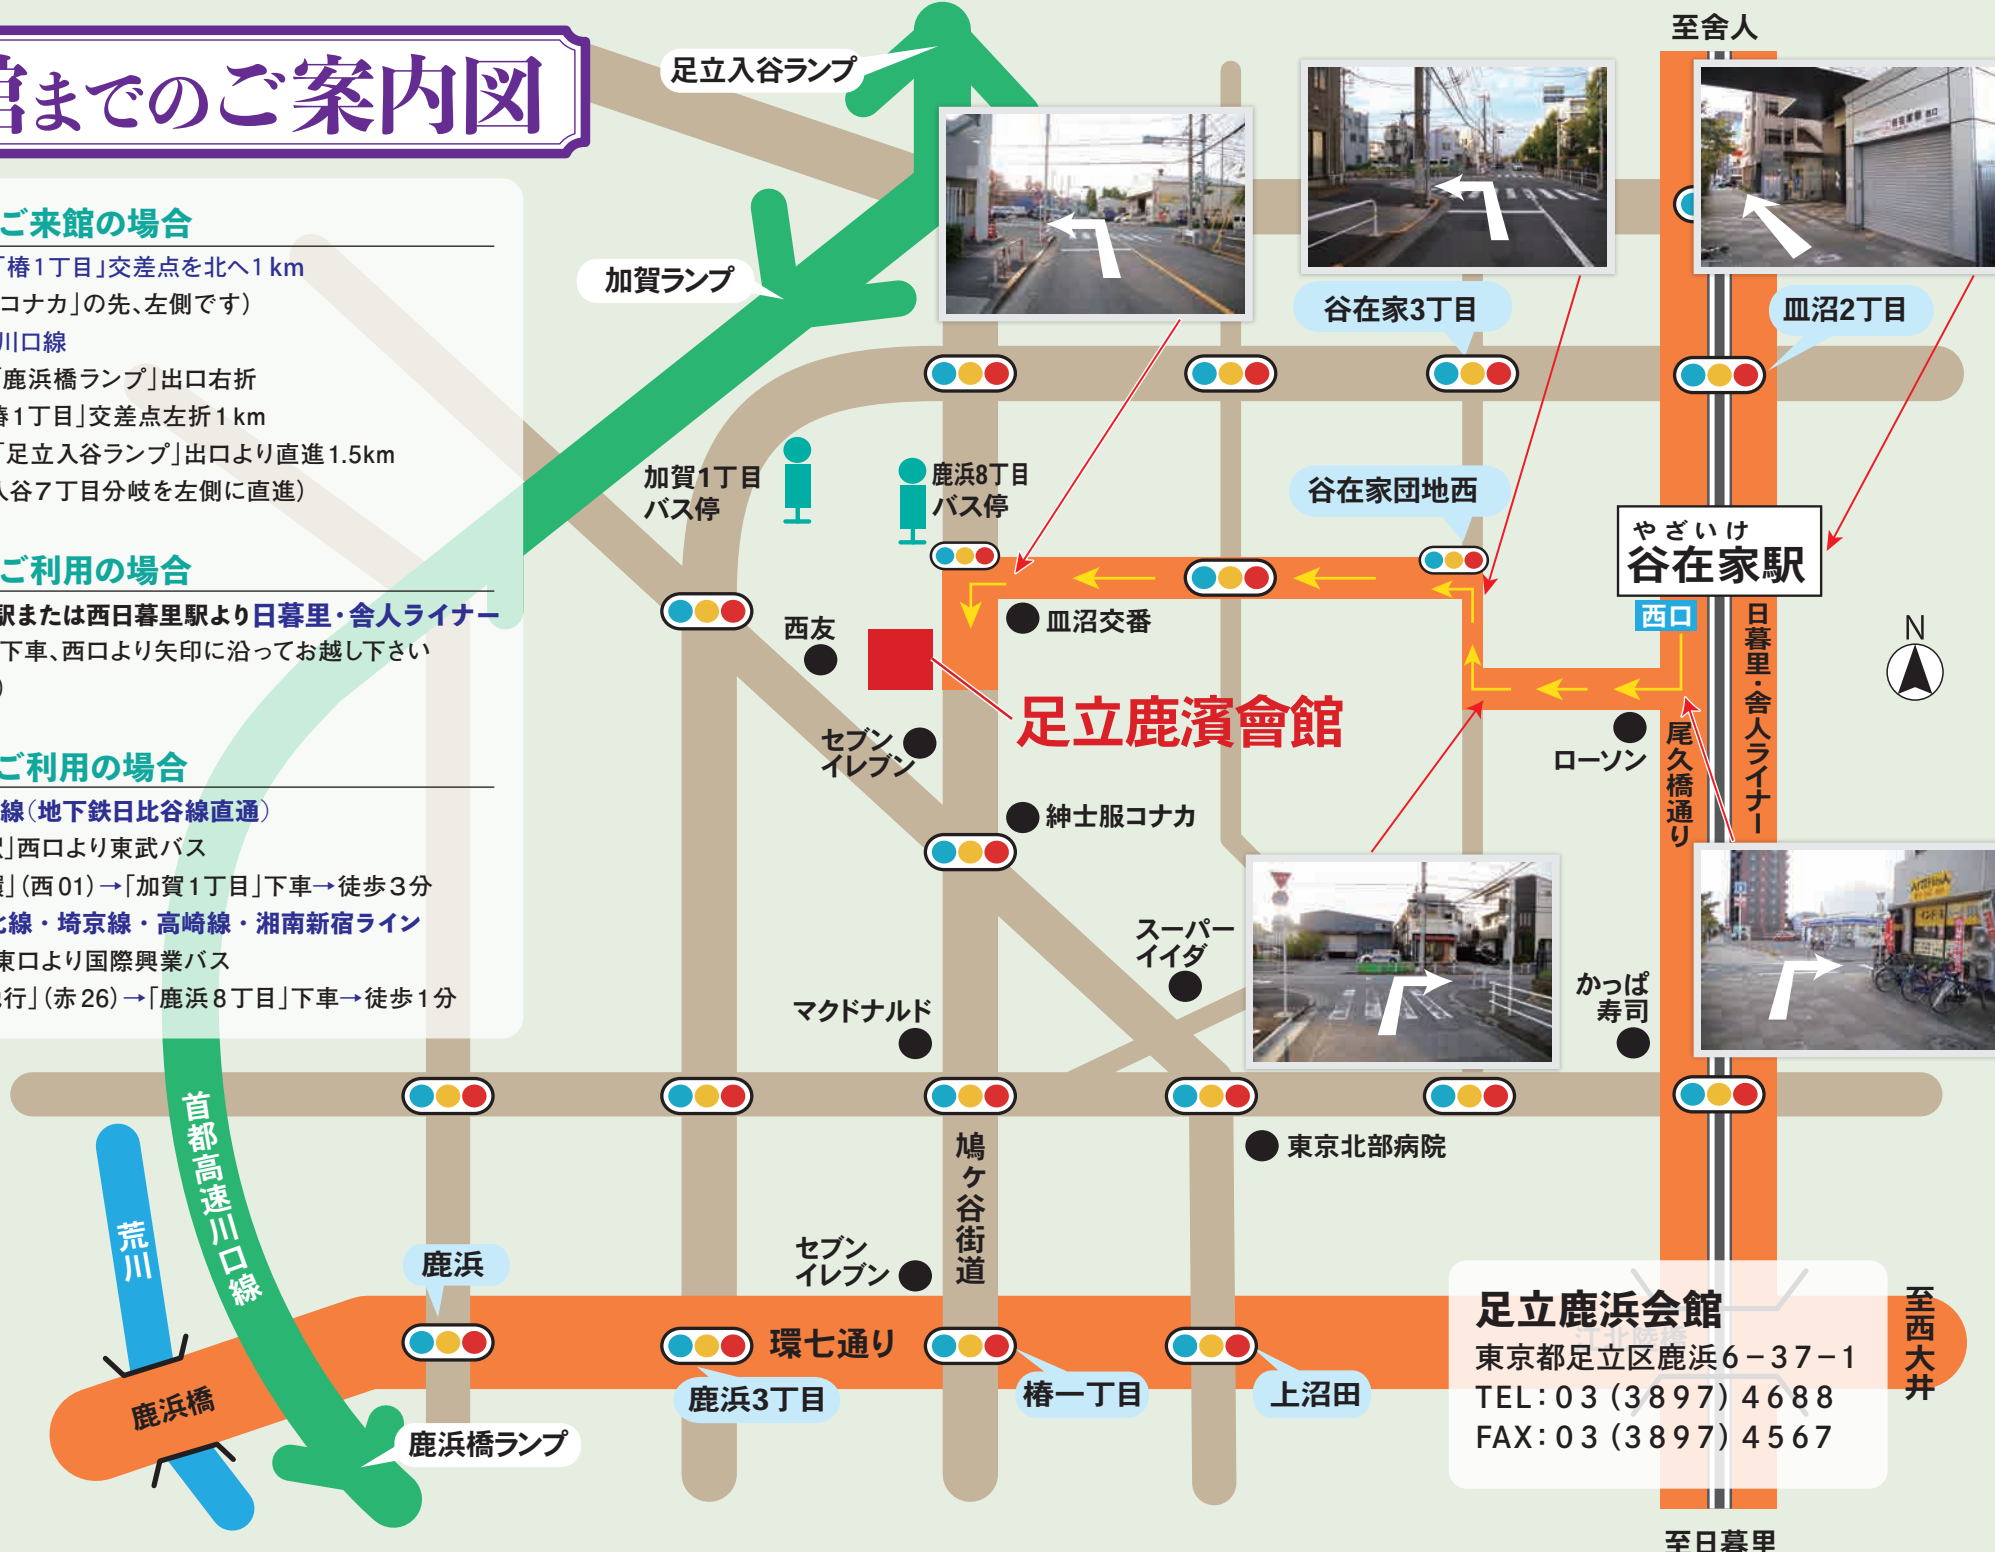 館までのご案内図
ご来館の場合
「椿1丁目」交差点を北へ1km
コナカ」の先、左側です)
川口線
「鹿浜橋ランプ」出口右折
椿1丁目」交差点左折1km
「足立入谷ランプ」出口より直進1.5km
入谷7丁目分岐を左側に直進)
ご利用の場合
駅または西日暮里駅より日暮里・舎人ライナー
下車、西口より矢印に沿ってお越し下さい
)
ご利用の場合
線(地下鉄日比谷線直通)
駅」西口より東武バス
環」(西01)→「加賀1丁目」下車→徒歩3分
北線・埼京線・高崎線・湘南新宿ライン
東口より国際興業バス
行」(赤26)→「鹿浜8丁目」下車→徒歩1分
足立入谷ランプ
加賀ランプ
至舎人
谷在家3丁目
皿沼2丁目
加賀1丁目
バス停
鹿浜8丁目
バス停
谷在家団地西
やざいけ
谷在家駅
西口
日暮里・舎人ライナー
尾久橋通り
N
西友
皿沼交番
足立鹿濱會館
セブン
イレブン
ローソン
紳士服コナカ
スーパー
イイダ
マクドナルド
かっぱ
寿司
東京北部病院
首都高速川口線
荒川
鳩ヶ谷街道
鹿浜
セブン
イレブン
環七通り
鹿浜3丁目
椿一丁目
上沼田
鹿浜橋
鹿浜橋ランプ
江北陸橋
足立鹿浜会館
東京都足立区鹿浜6-37-1
TEL:03(3897)4688
FAX:03(3897)4567
至西大井
至日暮里